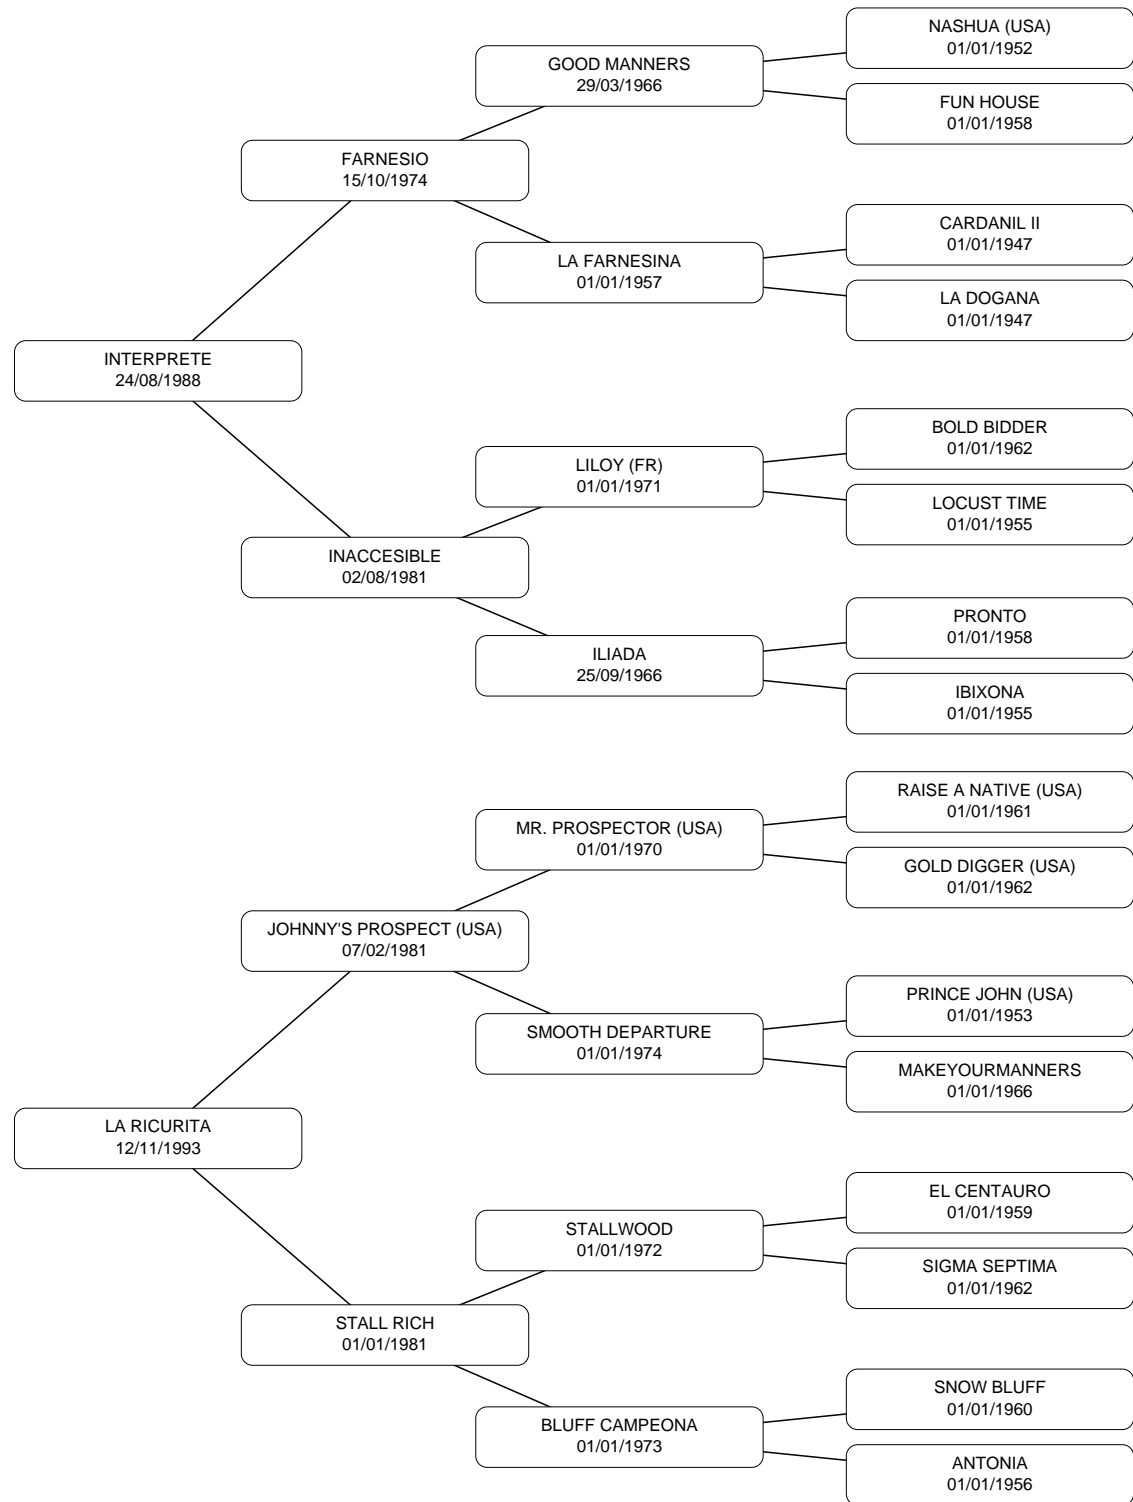 NASHUA (USA)
01/01/1952
GOOD MANNERS
29/03/1966
FUN HOUSE
01/01/1958
FARNESIO
15/10/1974
CARDANIL II
01/01/1947
LA FARNESINA
01/01/1957
LA DOGANA
01/01/1947
INTERPRETE
24/08/1988
BOLD BIDDER
01/01/1962
LILOY (FR)
01/01/1971
LOCUST TIME
01/01/1955
INACCESIBLE
02/08/1981
PRONTO
01/01/1958
ILIADA
25/09/1966
IBIXONA
01/01/1955
RAISE A NATIVE (USA)
01/01/1961
MR. PROSPECTOR (USA)
01/01/1970
GOLD DIGGER (USA)
01/01/1962
JOHNNY'S PROSPECT (USA)
07/02/1981
PRINCE JOHN (USA)
01/01/1953
SMOOTH DEPARTURE
01/01/1974
MAKEYOURMANNERS
01/01/1966
LA RICURITA
12/11/1993
EL CENTAURO
01/01/1959
STALLWOOD
01/01/1972
SIGMA SEPTIMA
01/01/1962
STALL RICH
01/01/1981
SNOW BLUFF
01/01/1960
BLUFF CAMPEONA
01/01/1973
ANTONIA
01/01/1956